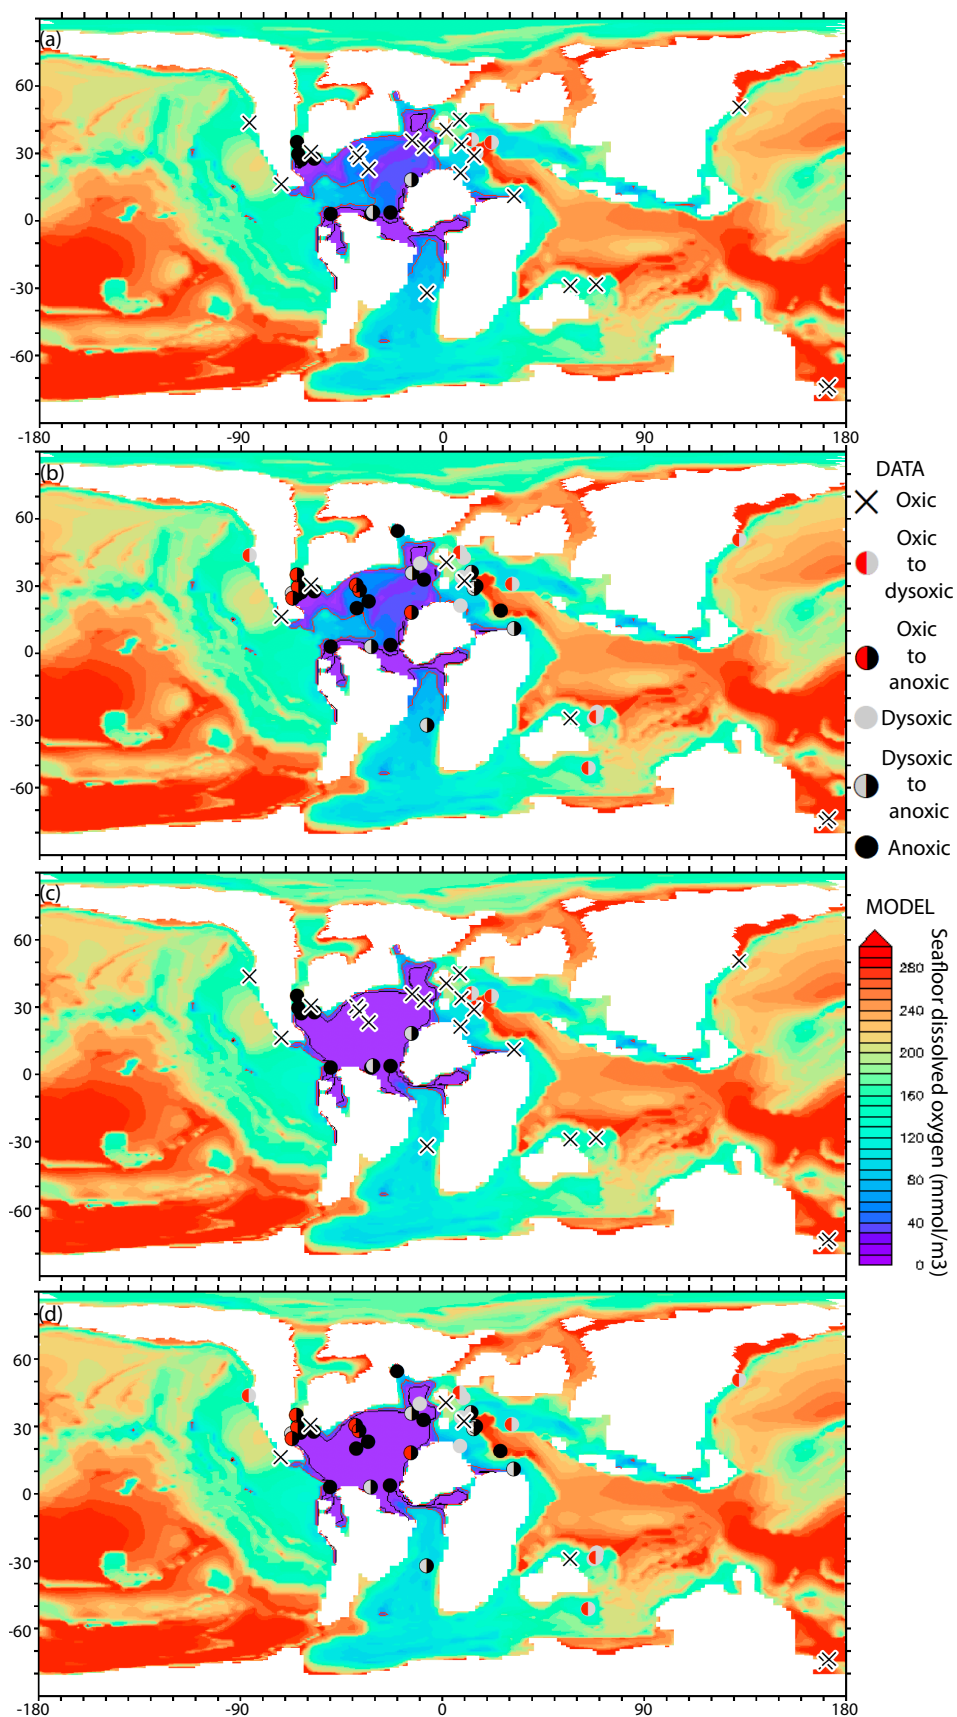 (a)
60
30
0
-30
-60
-180
-90
0
90
180
(b)
60
30
0
-30
-60
DATA
Oxic
Oxic
to
dysoxic
Oxic
to
anoxic
Dysoxic
Dysoxic
to
anoxic
Anoxic
(c)
60
30
0
-30
-60
MODEL
280
240
200
160
120
80
40
0
Seafloor dissolved oxygen (mmol/m3)
(d)
60
30
0
-30
-60
-180
-90
0
90
180